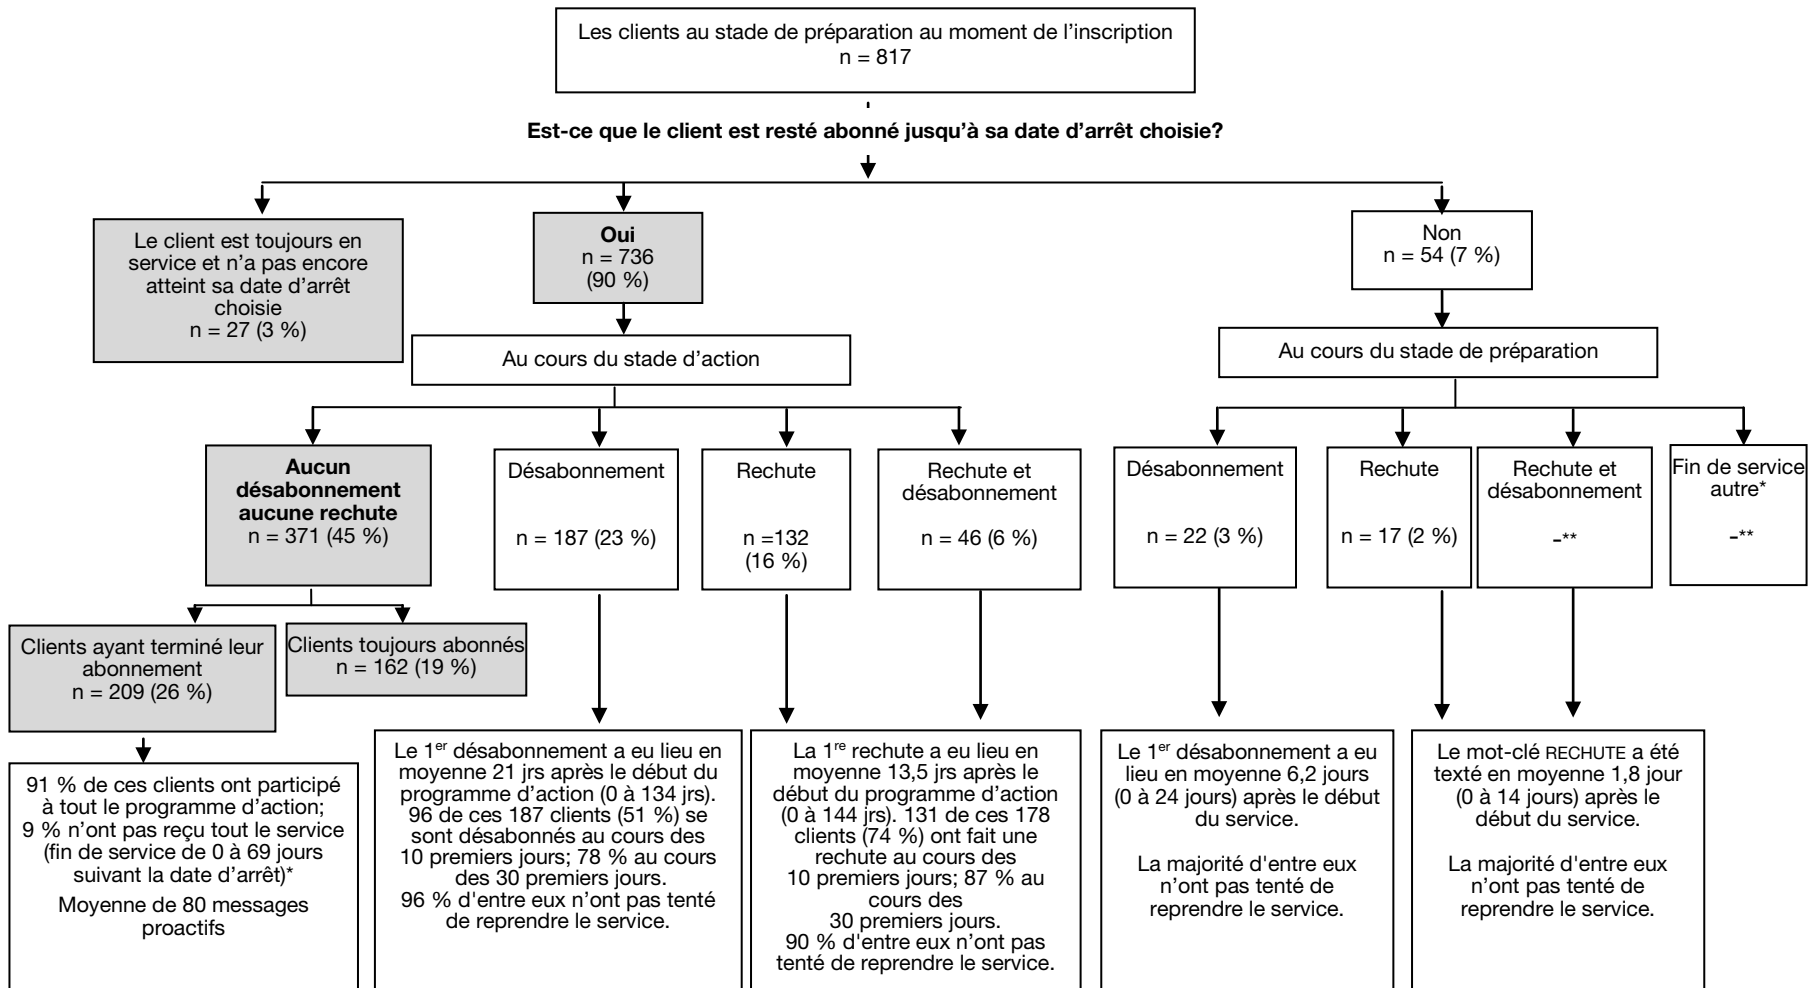 Les clients au stade de préparation au moment de l'inscription
n = 817
Est-ce que le client est resté abonné jusqu'à sa date d'arrêt choisie?
Le client est toujours en
service et n'a pas encore
atteint sa date d'arrêt
choisie
n = 27 (3 %)
Oui
n = 736
(90 %)
Non
n = 54 (7 %)
Au cours du stade d'action
Au cours du stade de préparation
Aucun
désabonnement
aucune rechute
n = 371 (45 %)
Désabonnement
n = 187 (23 %)
Rechute
n =132
(16 %)
Rechute et
désabonnement
n = 46 (6 %)
Désabonnement
n = 22 (3 %)
Rechute
n = 17 (2 %)
Rechute et
désabonnement
-**
Fin de service
autre*
-**
Clients ayant terminé leur
abonnement
n = 209 (26 %)
Clients toujours abonnés
n = 162 (19 %)
91 % de ces clients ont participé
à tout le programme d'action;
9 % n'ont pas reçu tout le service
(fin de service de 0 à 69 jours
suivant la date d'arrêt)*
Moyenne de 80 messages
proactifs
Le 1er désabonnement a eu lieu en
moyenne 21 jrs après le début du
programme d'action (0 à 134 jrs).
96 de ces 187 clients (51 %) se
sont désabonnés au cours des
10 premiers jours; 78 % au cours
des 30 premiers jours.
96 % d'entre eux n'ont pas tenté
de reprendre le service.
La 1re rechute a eu lieu en
moyenne 13,5 jrs après le
début du programme d'action
(0 à 144 jrs). 131 de ces 178
clients (74 %) ont fait une
rechute au cours des
10 premiers jours; 87 % au
cours des
30 premiers jours.
90 % d'entre eux n'ont pas
tenté de reprendre le service.
Le 1er désabonnement a eu
lieu en moyenne 6,2 jours
(0 à 24 jours) après le début
du service.
La majorité d'entre eux
n'ont pas tenté de
reprendre le service.
Le mot-clé RECHUTE a été
texté en moyenne 1,8 jour
(0 à 14 jours) après le
début du service.
La majorité d'entre eux
n'ont pas tenté de
reprendre le service.